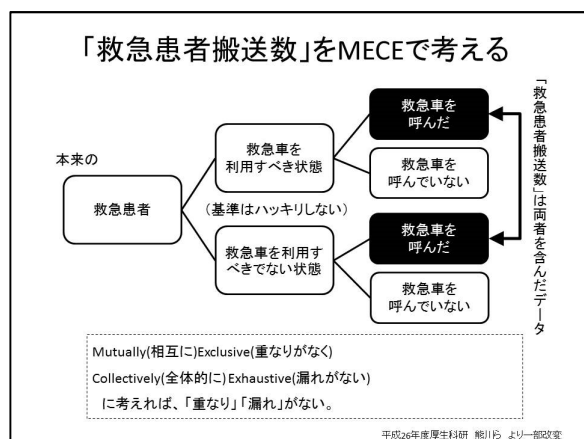 「救急患者搬送数」をMECEで考える
本来の
救急患者
救急車を
利用すべき状態
(基準はハッキリしない)
救急車を利用す
べきでない状態
救急車を
呼んだ
救急車を
呼んでいない
救急車を
呼んだ
救急車を
呼んでいない
「救急患者搬送数」は両者を含んだデータ
Mutually(相互に)Exclusive(重なりがなく)
Collectively(全体的に)Exhaustive(漏れがない)
に考えれば、「重なり」「漏れ」がない。
平成26年度厚生科研 熊川ら より一部改変